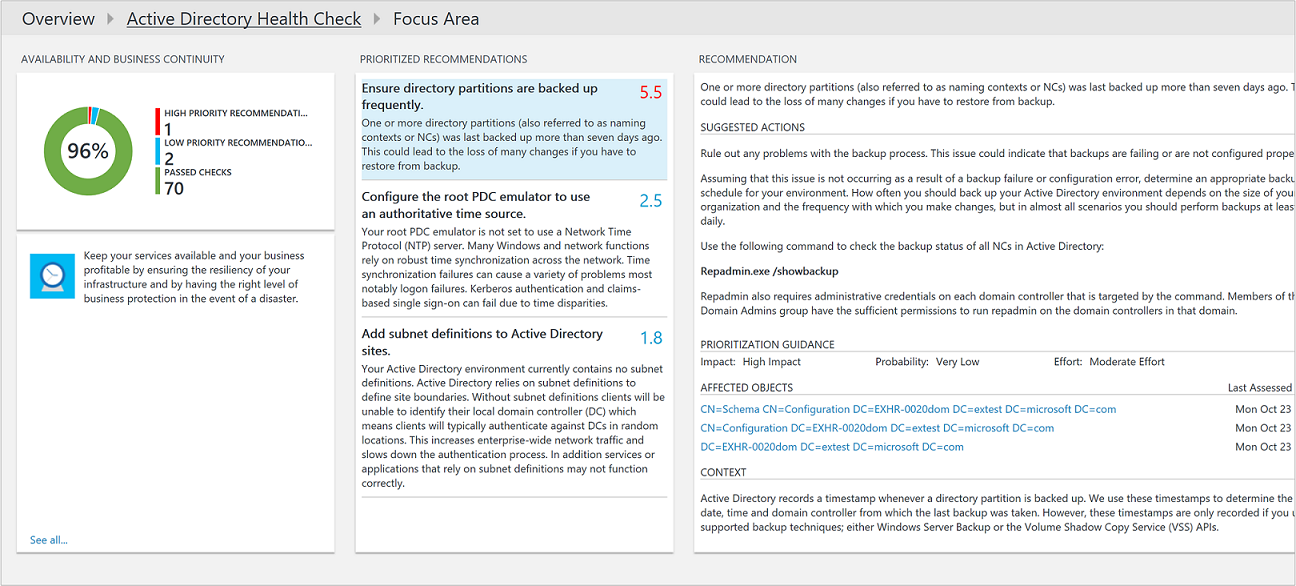 Overview Active Directory Health Check Focus Area
AVAILABILITY AND BUSINESS CONTINUITY
96%
HIGH PRIORITY RECOMMENDATI...
1
LOW PRIORITY RECOMMENDATIO...
2
PASSED CHECKS
70
Keep your services available and your business
profitable by ensuring the resiliency of your
infrastructure and by having the right level of
business protection in the event of a disaster.
See all...
PRIORITIZED RECOMMENDATIONS
Ensure directory partitions are backed up
frequently.
5.5
One or more directory partitions (also referred to as naming
contexts or NCs) was last backed up more than seven days ago.
This could lead to the loss of many changes if you have to
restore from backup.
Configure the root PDC emulator to use
an authoritative time source.
2.5
Your root PDC emulator is not set to use a Network Time
Protocol (NTP) server. Many Windows and network functions
rely on robust time synchronization across the network. Time
synchronization failures can cause a variety of problems most
notably logon failures. Kerberos authentication and claims-
based single sign-on can fail due to time disparities.
Add subnet definitions to Active Directory
sites.
1.8
Your Active Directory environment currently contains no subnet
definitions. Active Directory relies on subnet definitions to
define site boundaries. Without subnet definitions clients will be
unable to identify their local domain controller (DC) which
means clients will typically authenticate against DCs in random
locations. This increases enterprise-wide network traffic and
slows down the authentication process. In addition services or
applications that rely on subnet definitions may not function
correctly.
RECOMMENDATION
One or more directory partitions (also referred to as naming contexts or NCs) was last backed up more than seven days ago.
could lead to the loss of many changes if you have to restore from backup.
SUGGESTED ACTIONS
Rule out any problems with the backup process. This issue could indicate that backups are failing or are not configured prope
Assuming that this issue is not occurring as a result of a backup failure or configuration error, determine an appropriate backu
schedule for your environment. How often you should back up your Active Directory environment depends on the size of you
organization and the frequency with which you make changes, but in almost all scenarios you should perform backups at leas
daily.
Use the following command to check the backup status of all NCs in Active Directory:
Repadmin.exe /showbackup
Repadmin also requires administrative credentials on each domain controller that is targeted by the command. Members of th
Domain Admins group have the sufficient permissions to run repadmin on the domain controllers in that domain.
PRIORITIZATION GUIDANCE
Impact: High Impact Probability: Very Low Effort: Moderate Effort
AFFECTED OBJECTS Last Assessed
CN=Schema CN=Configuration DC=EXHR-0020dom DC=extest DC=microsoft DC=com Mon Oct 23
CN=Configuration DC=EXHR-0020dom DC=extest DC=microsoft DC=com Mon Oct 23
DC=EXHR-0020dom DC=extest DC=microsoft DC=com Mon Oct 23
CONTEXT
Active Directory records a timestamp whenever a directory partition is backed up. We use these timestamps to determine the
date, time and domain controller from which the last backup was taken. However, these timestamps are only recorded if you u
supported backup techniques; either Windows Server Backup or the Volume Shadow Copy Service (VSS) APIs.